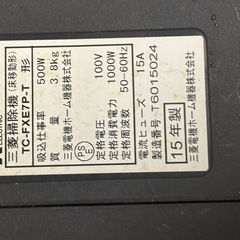 三菱掃除機(床移動形)
TC-FXE7P-T 形
吸込仕事率 500W
質量 3.8kg
定格電圧 100V
定格消費電力 1000W
定格周波数 50-60Hz
三菱電機ホーム機器株式会社
PSE
電流ヒューズ 15A
製造番号 T6015024
15年製
三菱電機ホーム機器株式会社